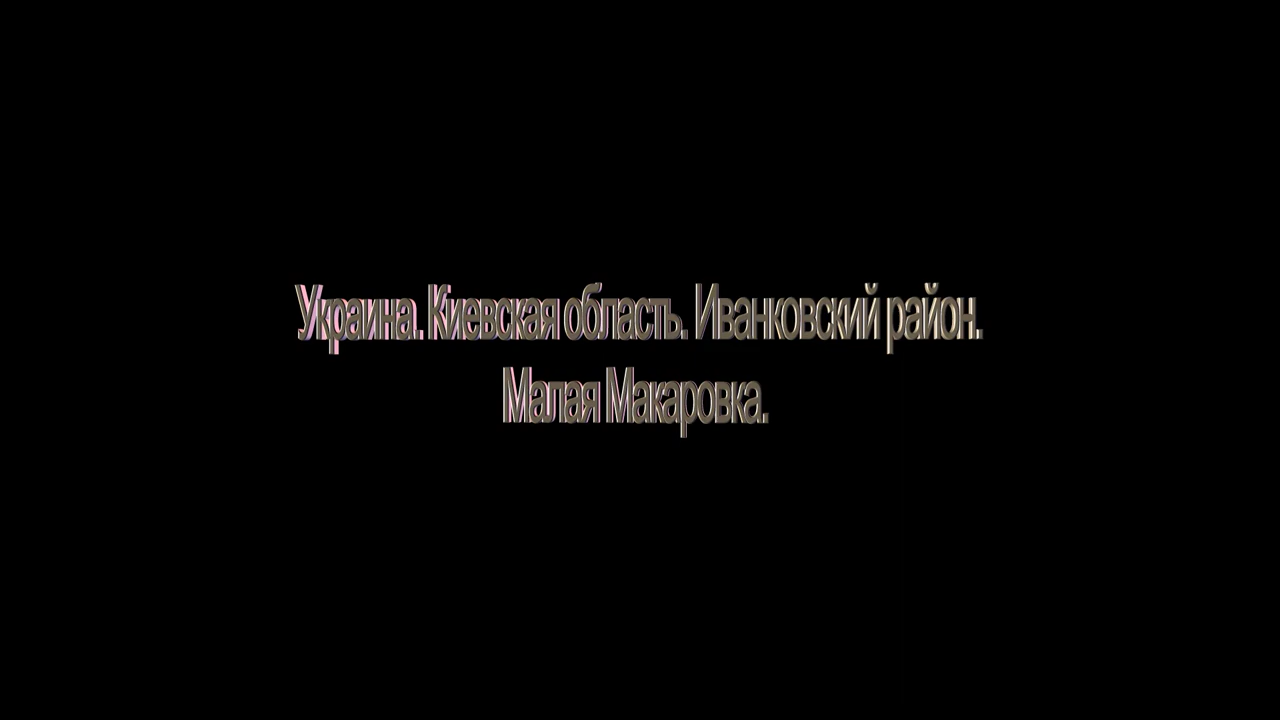 Украина. Киевская область. Иванковский район.
Малая Макаровка.